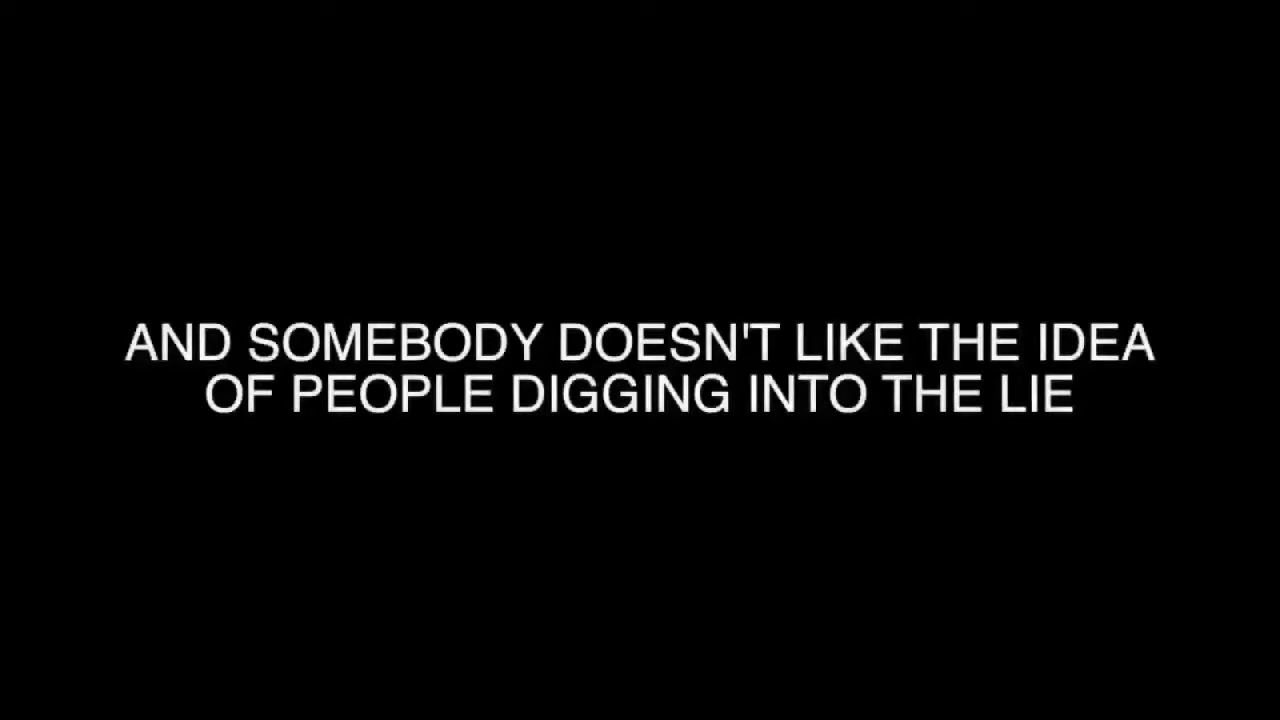 AND SOMEBODY DOESN'T LIKE THE IDEA
OF PEOPLE DIGGING INTO THE LIE